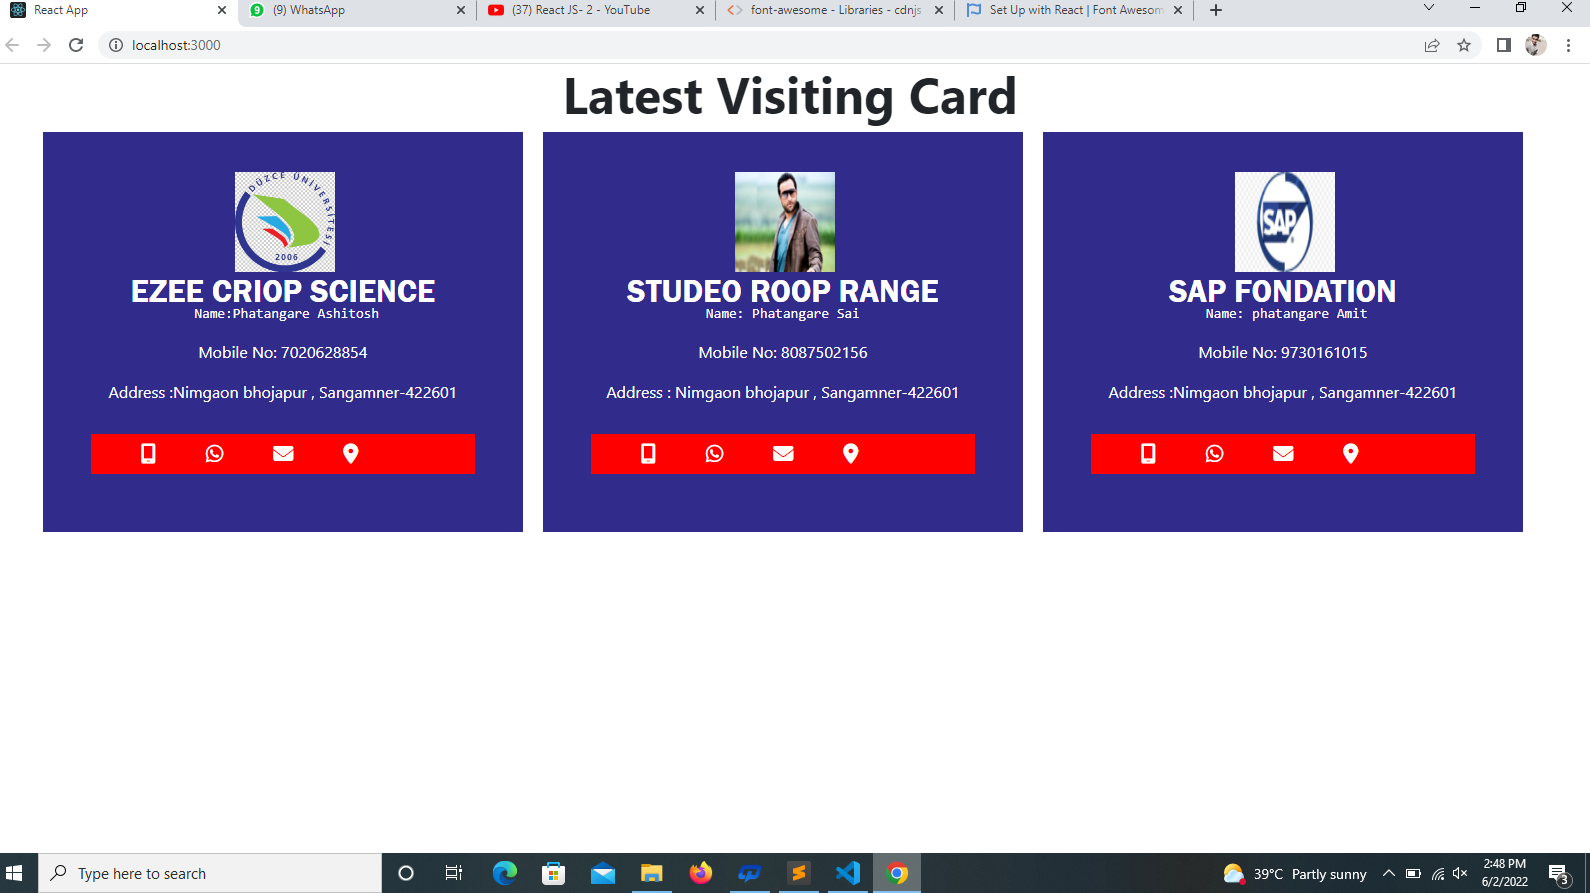 React App
(9) WhatsApp
(37) React JS- 2 - YouTube
font-awesome - Libraries - cdnjs
Set Up with React | Font Awesom
localhost:3000
Latest Visiting Card
DÜZCE ÜNİVERSİTESİ
2006
EZEE CRIOP SCIENCE
Name:Phatangare Ashitosh
Mobile No: 7020628854
Address :Nimgaon bhojapur , Sangamner-422601
STUDEO ROOP RANGE
Name: Phatangare Sai
Mobile No: 8087502156
Address : Nimgaon bhojapur , Sangamner-422601
SAP
SAP FONDATION
Name: phatangare Amit
Mobile No: 9730161015
Address :Nimgaon bhojapur , Sangamner-422601
Type here to search
39°C Partly sunny
2:48 PM
6/2/2022
3